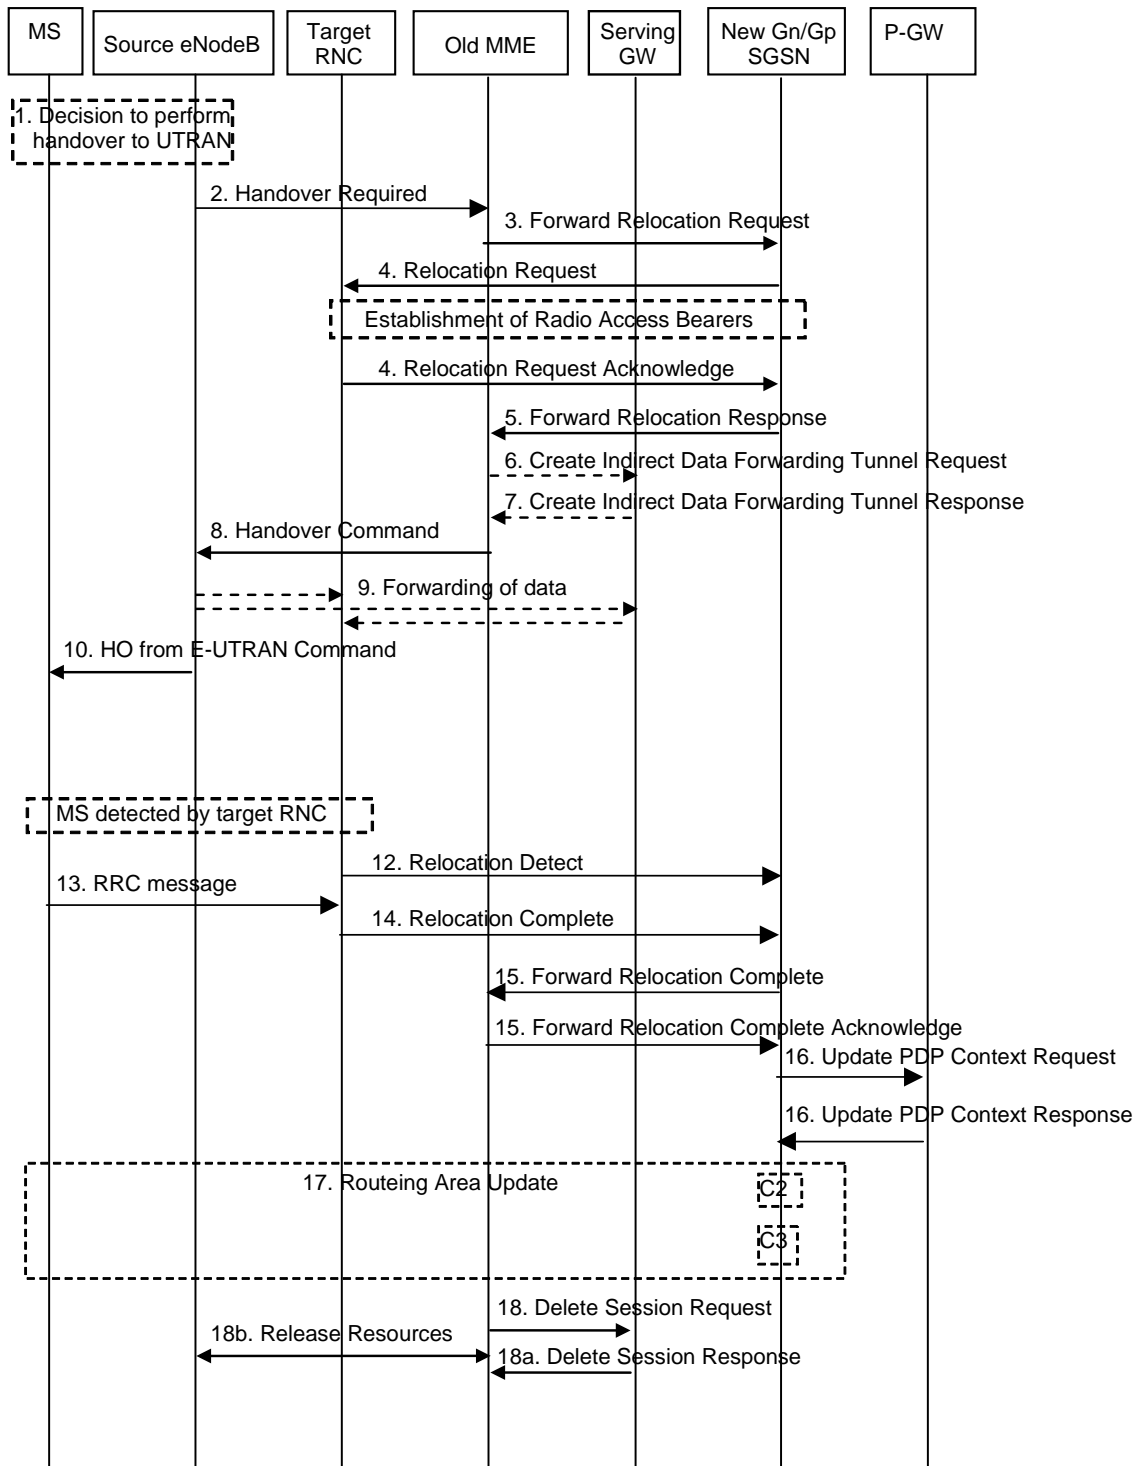 MS
Source eNodeB
Target
RNC
Old MME
Serving
GW
New Gn/Gp
SGSN
P-GW
1. Decision to perform
handover to UTRAN
2. Handover Required
3. Forward Relocation Request
4. Relocation Request
Establishment of Radio Access Bearers
4. Relocation Request Acknowledge
5. Forward Relocation Response
6. Create Indirect Data Forwarding Tunnel Request
7. Create Indirect Data Forwarding Tunnel Response
8. Handover Command
9. Forwarding of data
10. HO from E-UTRAN Command
MS detected by target RNC
12. Relocation Detect
13. RRC message
14. Relocation Complete
15. Forward Relocation Complete
15. Forward Relocation Complete Acknowledge
16. Update PDP Context Request
16. Update PDP Context Response
17. Routeing Area Update
C2
C3
18. Delete Session Request
18b. Release Resources
18a. Delete Session Response